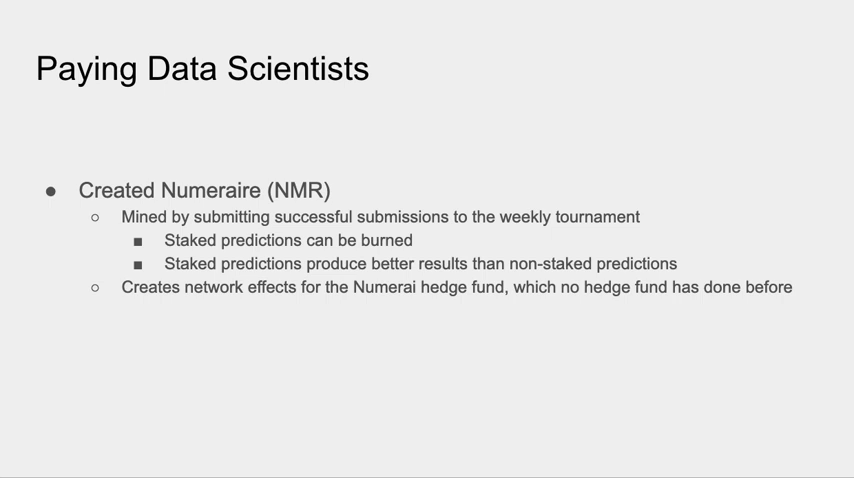 Paying Data Scientists
● Created Numeraire (NMR)
○ Mined by submitting successful submissions to the weekly tournament
■ Staked predictions can be burned
■ Staked predictions produce better results than non-staked predictions
○ Creates network effects for the Numerai hedge fund, which no hedge fund has done before